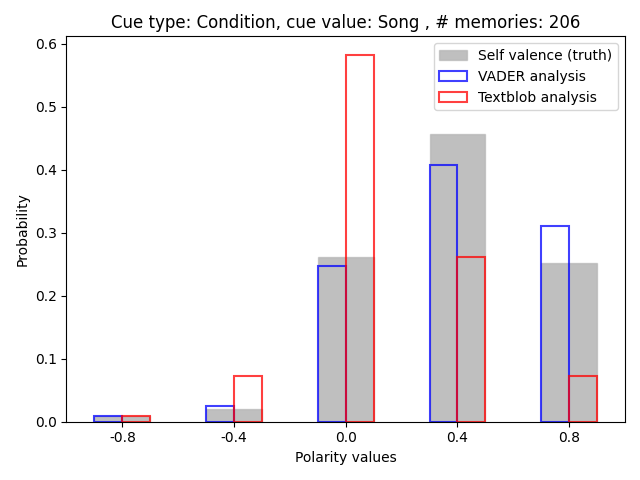 Cue type: Condition, cue value: Song , # memories: 206
Self valence (truth)
VADER analysis
Textblob analysis
Probability
0.6
0.5
0.4
0.3
0.2
0.1
0.0
-0.8 -0.4 0.0 0.4 0.8
Polarity values